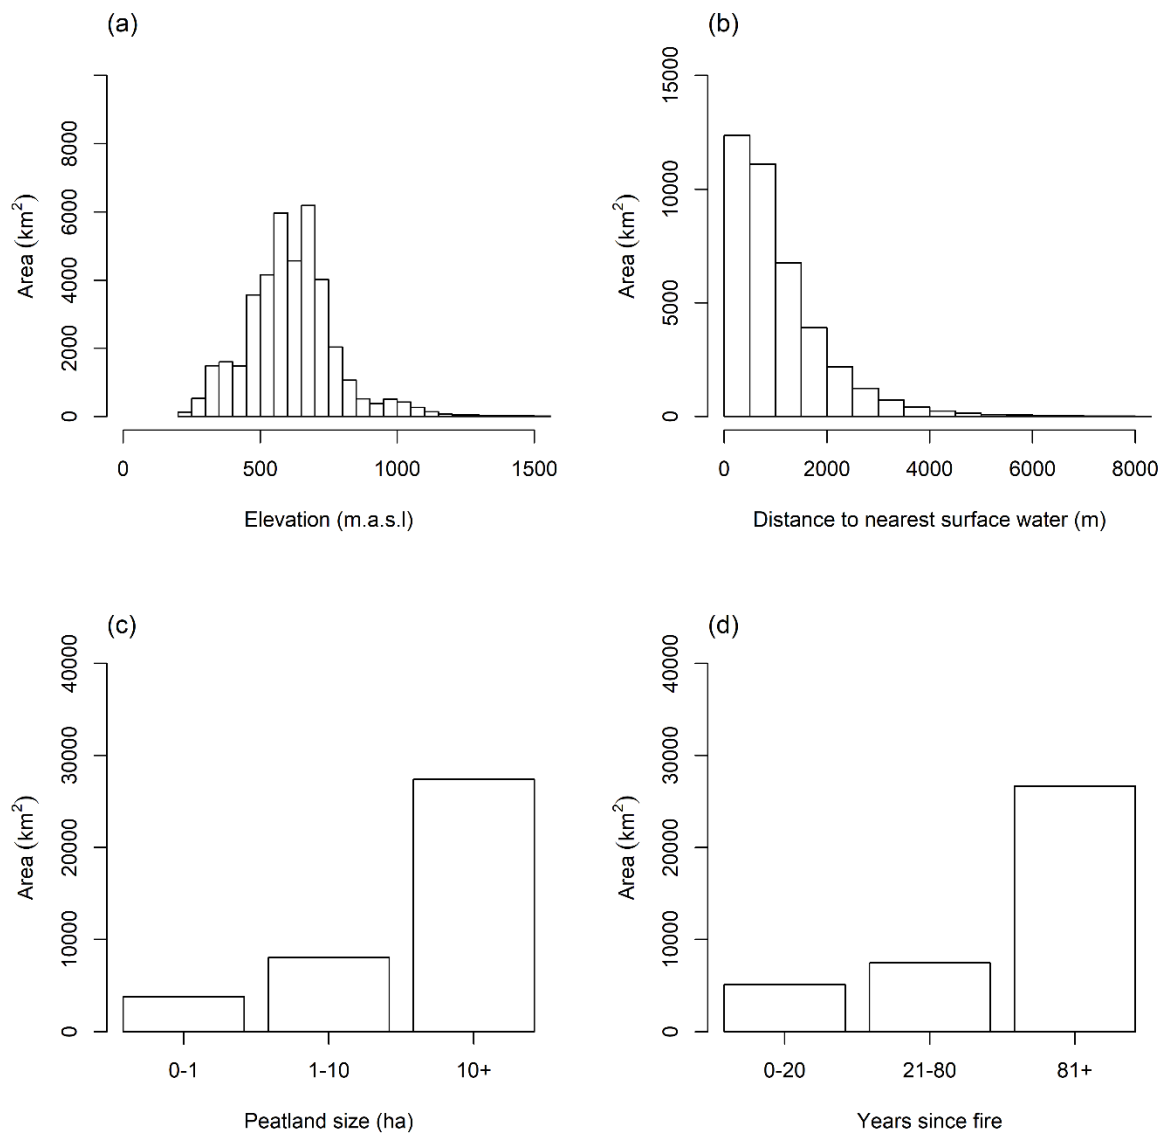 (a)
0 2000 4000 6000 8000
Area (km²)
0 500 1000 1500
Elevation (m.a.s.l)
(b)
0 5000 10000 15000
Area (km²)
0 2000 4000 6000 8000
Distance to nearest surface water (m)
(c)
0 10000 20000 30000 40000
Area (km²)
0-1 1-10 10+
Peatland size (ha)
(d)
0 10000 20000 30000 40000
Area (km²)
0-20 21-80 81+
Years since fire